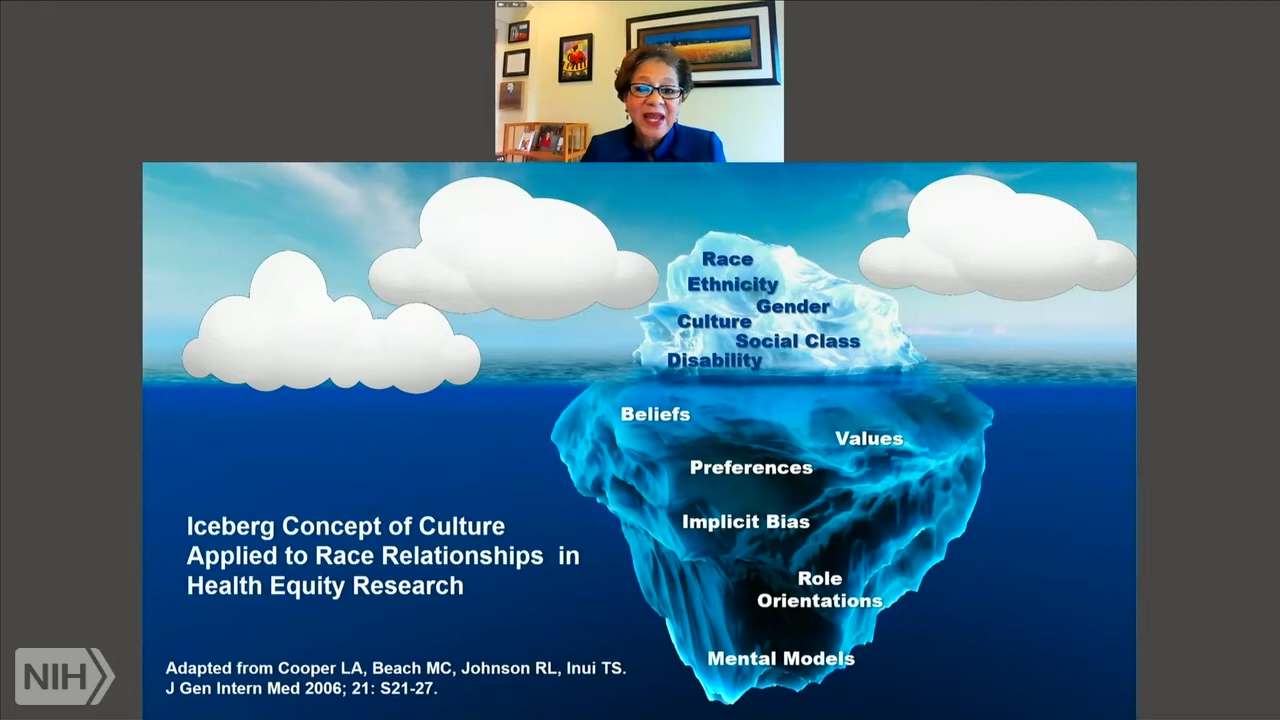 Race
Ethnicity
Gender
Culture
Social Class
Disability
Beliefs
Values
Preferences
Implicit Bias
Role
Orientations
Mental Models
Iceberg Concept of Culture
Applied to Race Relationships in
Health Equity Research
Adapted from Cooper LA, Beach MC, Johnson RL, Inui TS.
J Gen Intern Med 2006; 21: S21-27.
NIH